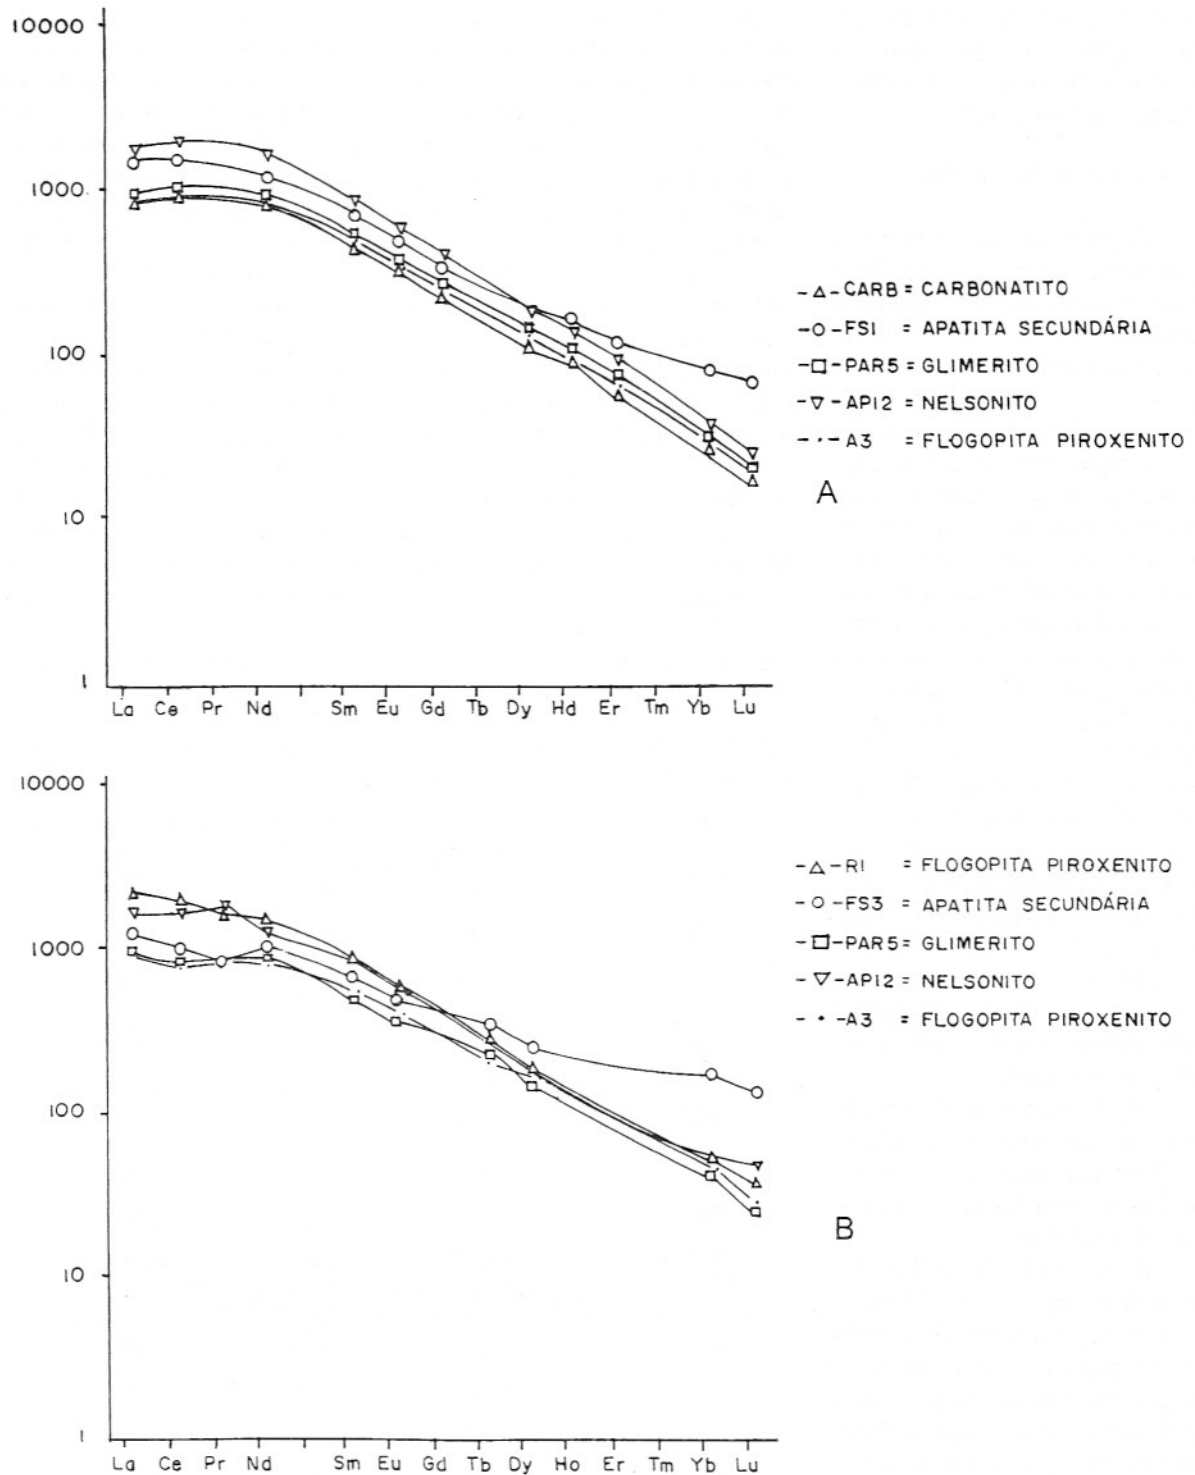 10000
1000
100
10
1
La Ce Pr Nd Sm Eu Gd Tb Dy Hd Er Tm Yb Lu
-△-CARB = CARBONATITO
-○-FS1 = APATITA SECUNDÁRIA
-□-PAR5 = GLIMERITO
-▽-API2 = NELSONITO
-·-A3 = FLOGOPITA PIROXENITO
A
10000
1000
100
10
1
La Ce Pr Nd Sm Eu Gd Tb Dy Ho Er Tm Yb Lu
-△-R1 = FLOGOPITA PIROXENITO
-○-FS3 = APATITA SECUNDÁRIA
-□-PAR5 = GLIMERITO
-▽-API2 = NELSONITO
-·-A3 = FLOGOPITA PIROXENITO
B